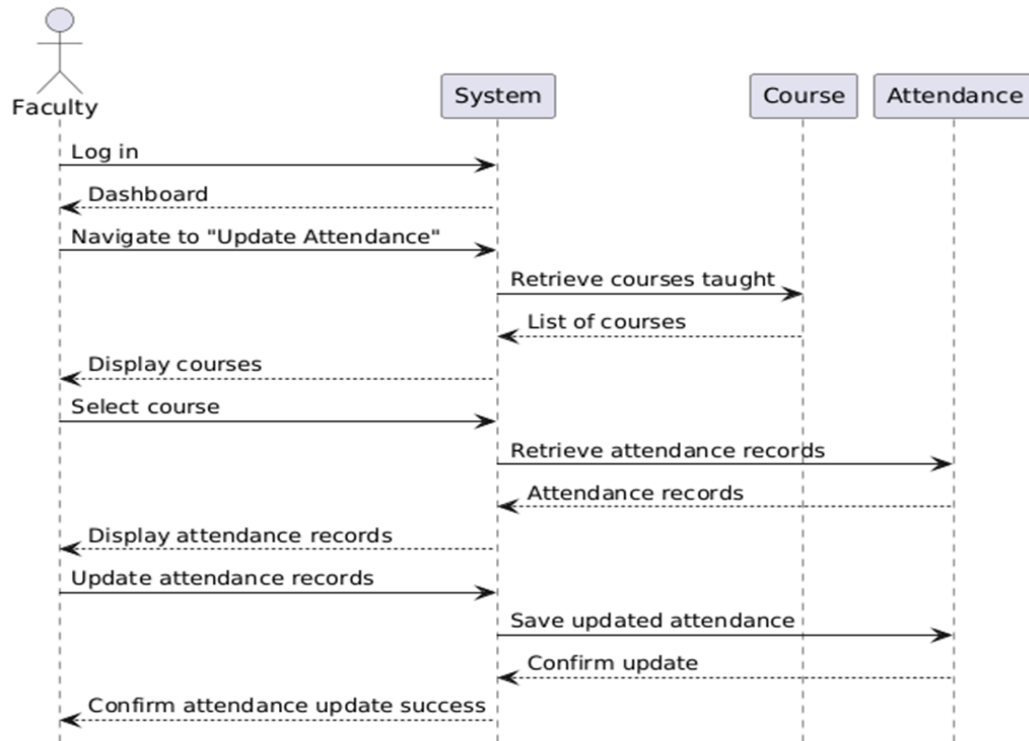 Faculty
System
Course
Attendance
Log in
Dashboard
Navigate to "Update Attendance"
Retrieve courses taught
List of courses
Display courses
Select course
Retrieve attendance records
Attendance records
Display attendance records
Update attendance records
Save updated attendance
Confirm update
Confirm attendance update success